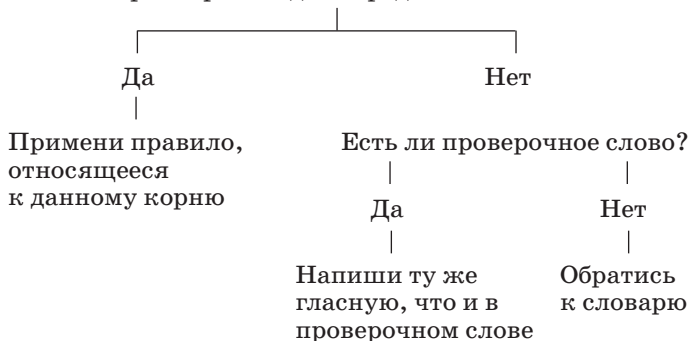 Да
Нет
Примени правило,
относящееся
к данному корню
Есть ли проверочное слово?
Да
Нет
Напиши ту же
гласную, что и в
проверочном слове
Обратись
к словарю